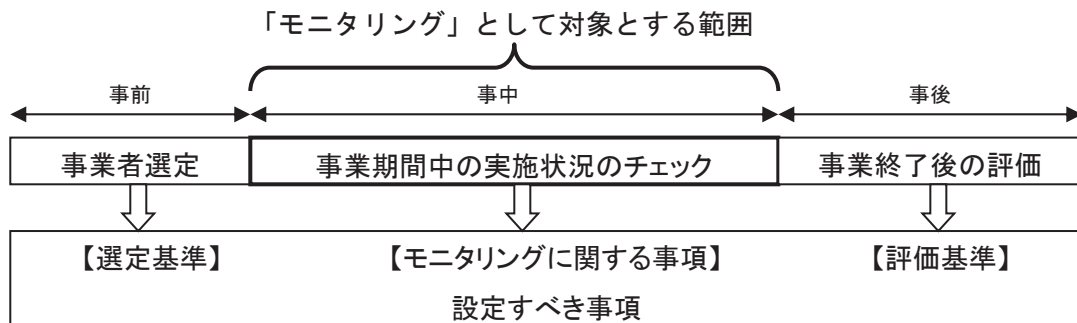 「モニタリング」として対象とする範囲
事前 事中 事後
事業者選定 事業期間中の実施状況のチェック 事業終了後の評価
【選定基準】 【モニタリングに関する事項】 【評価基準】
設定すべき事項